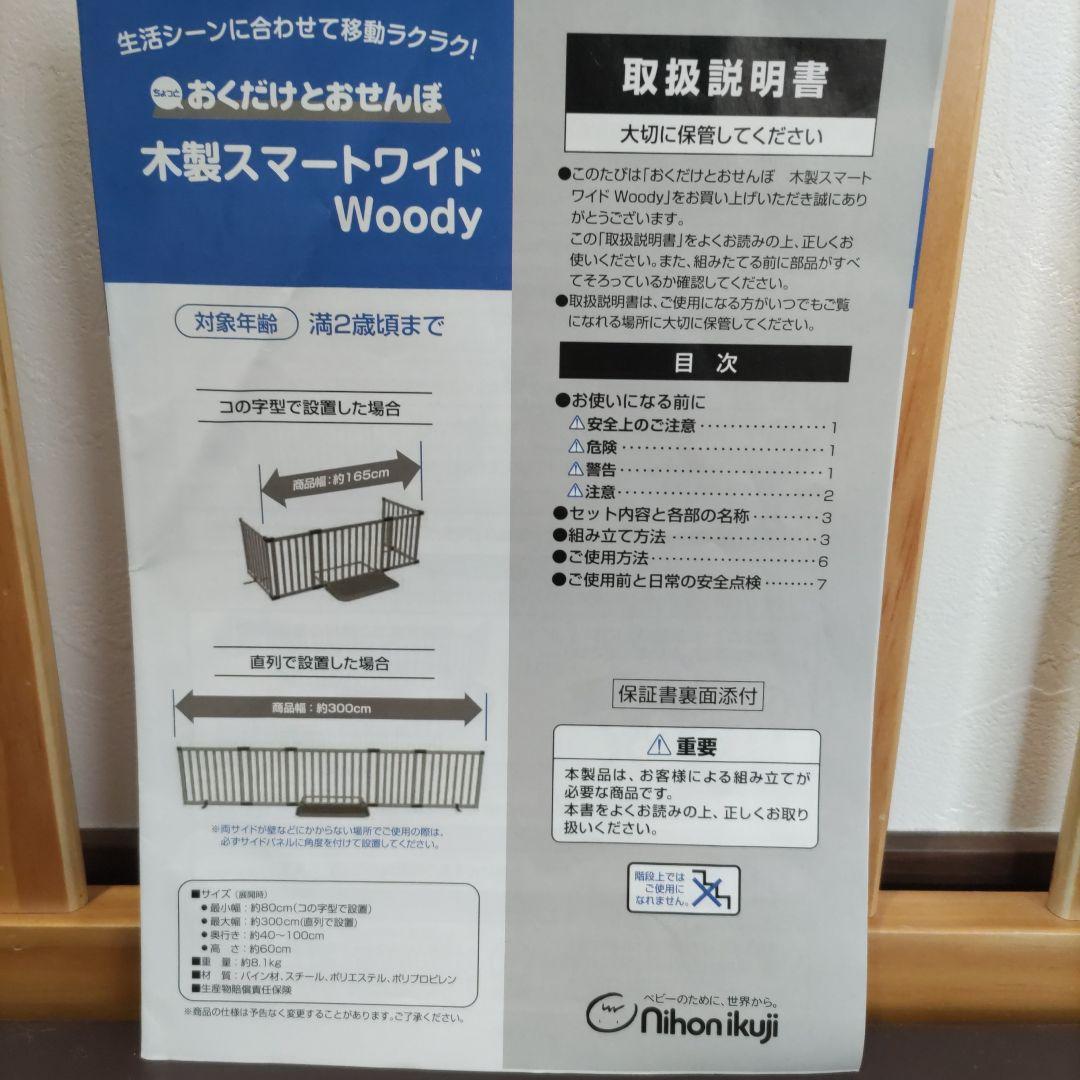 生活シーンに合わせて移動ラクラク!
ちょっと おくだけとおせんぼ
木製スマートワイド
Woody
対象年齢 満2歳頃まで
コの字型で設置した場合
商品幅:約165cm
直列で設置した場合
商品幅:約300cm
※両サイドが壁などにかからない場所でご使用の際は、
必ずサイドパネルに角度を付けて設置してください。
■サイズ(展開時)
●最小幅:約80cm(コの字型で設置)
●最大幅:約300cm(直列で設置)
●奥行き:約40〜100cm
●高 さ:約60cm
■重 量:約8.1kg
■材 質:パイン材、スチール、ポリエステル、ポリプロピレン
■生産物賠償責任保険
※商品の仕様は予告なく変更することがあります。ご了承ください。
取扱説明書
大切に保管してください
●このたびは「おくだけとおせんぼ 木製スマート
ワイド Woody」をお買い上げいただき誠にあり
がとうございます。
この「取扱説明書」をよくお読みの上、正しくお
使いください。また、組みたてる前に部品がすべ
てそろっているか確認してください。
●取扱説明書は、ご使用になる方がいつでもご覧
になれる場所に大切に保管してください。
目 次
●お使いになる前に
⚠安全上のご注意・・・・・・・・・・・・・・・・1
⚠危険・・・・・・・・・・・・・・・・・・・・・・・・・1
⚠警告・・・・・・・・・・・・・・・・・・・・・・・・・1
⚠注意・・・・・・・・・・・・・・・・・・・・・・・・・2
●セット内容と各部の名称・・・・・・・・・3
●組み立て方法・・・・・・・・・・・・・・・・・・3
●ご使用方法・・・・・・・・・・・・・・・・・・・・6
●ご使用前と日常の安全点検・・・・・・・・7
保証書裏面添付
⚠重要
本製品は、お客様による組み立てが
必要な商品です。
本書をよくお読みの上、正しくお取り
扱いください。
階段上では
ご使用に
なれません。
ベビーのために、世界から。
nihon ikuji